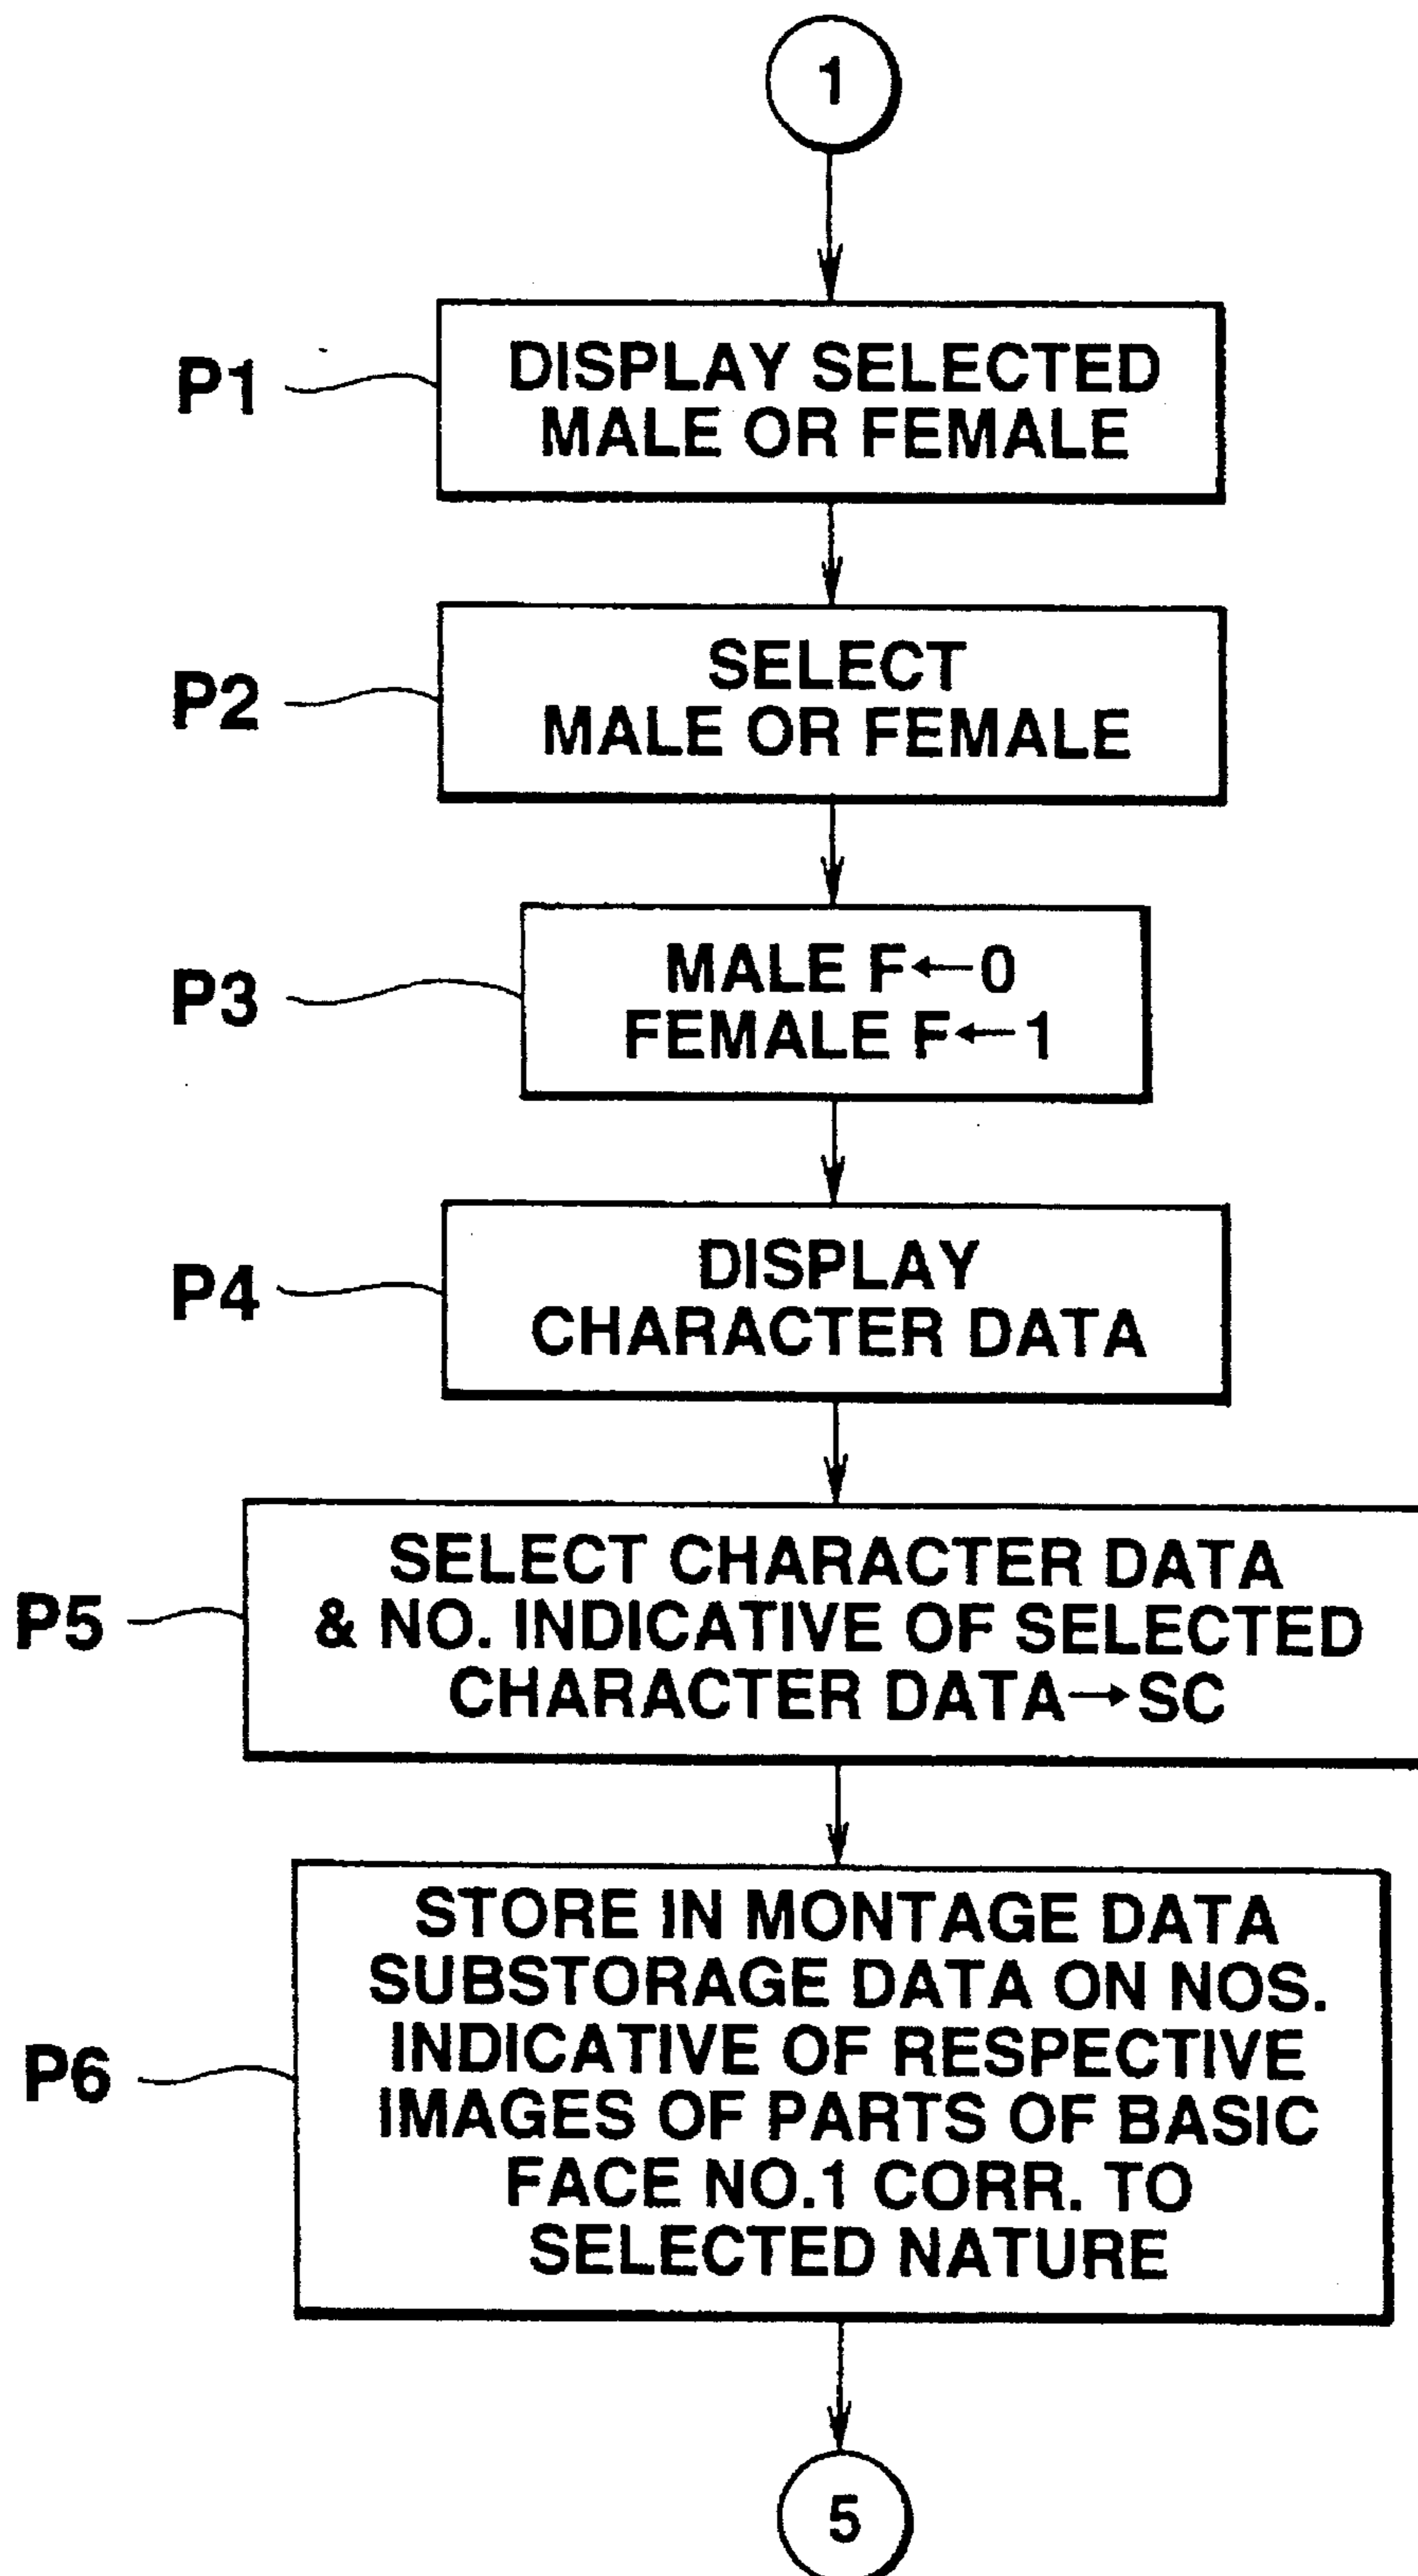 1
P1
DISPLAY SELECTED
MALE OR FEMALE
P2
SELECT
MALE OR FEMALE
P3
MALE F←0
FEMALE F←1
P4
DISPLAY
CHARACTER DATA
P5
SELECT CHARACTER DATA
& NO. INDICATIVE OF SELECTED
CHARACTER DATA→SC
P6
STORE IN MONTAGE DATA
SUBSTORAGE DATA ON NOS.
INDICATIVE OF RESPECTIVE
IMAGES OF PARTS OF BASIC
FACE NO.1 CORR. TO
SELECTED NATURE
5